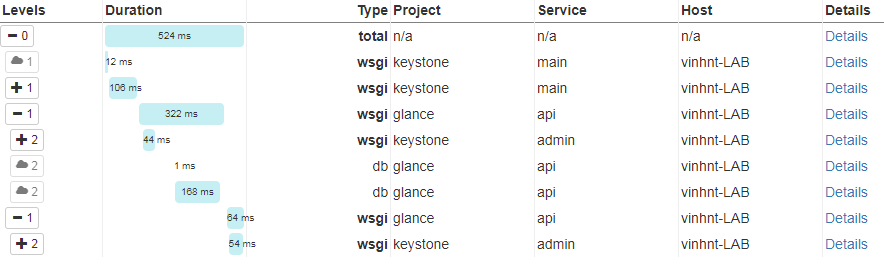 Levels Duration Type Project Service Host Details
0 524 ms total n/a n/a n/a Details
1 12 ms wsgi keystone main vinhnt-LAB Details
1 106 ms wsgi keystone main vinhnt-LAB Details
1 322 ms wsgi glance api vinhnt-LAB Details
2 44 ms wsgi keystone admin vinhnt-LAB Details
2 1 ms db glance api vinhnt-LAB Details
2 168 ms db glance api vinhnt-LAB Details
1 64 ms wsgi glance api vinhnt-LAB Details
2 54 ms wsgi keystone admin vinhnt-LAB Details